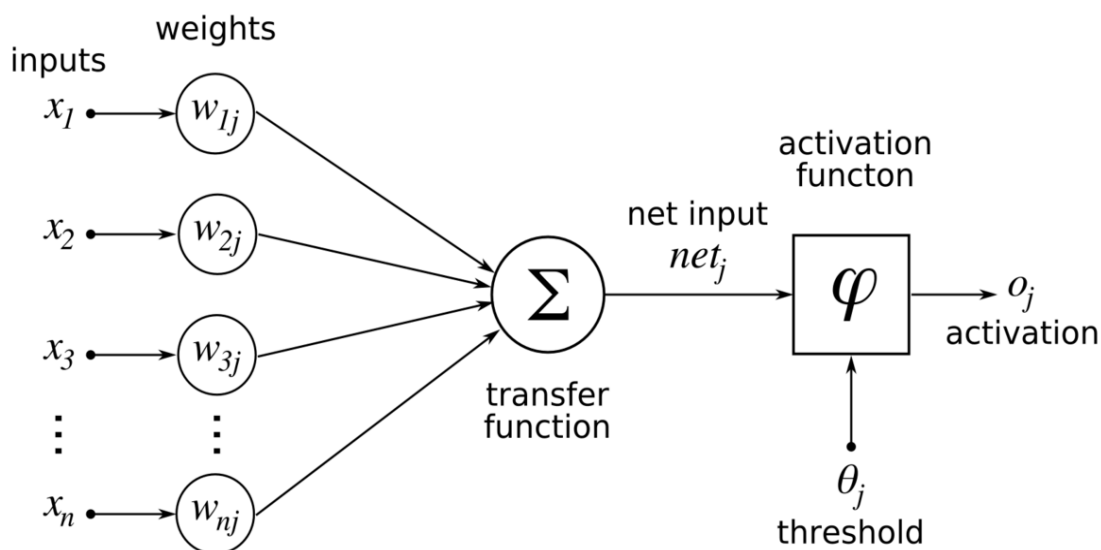 weights
inputs
x1
w1j
x2
w2j
x3
w3j
⋮ ⋮
xn
wnj
Σ
transfer
function
net input
netj
activation
functon
φ
oj
activation
θj
threshold